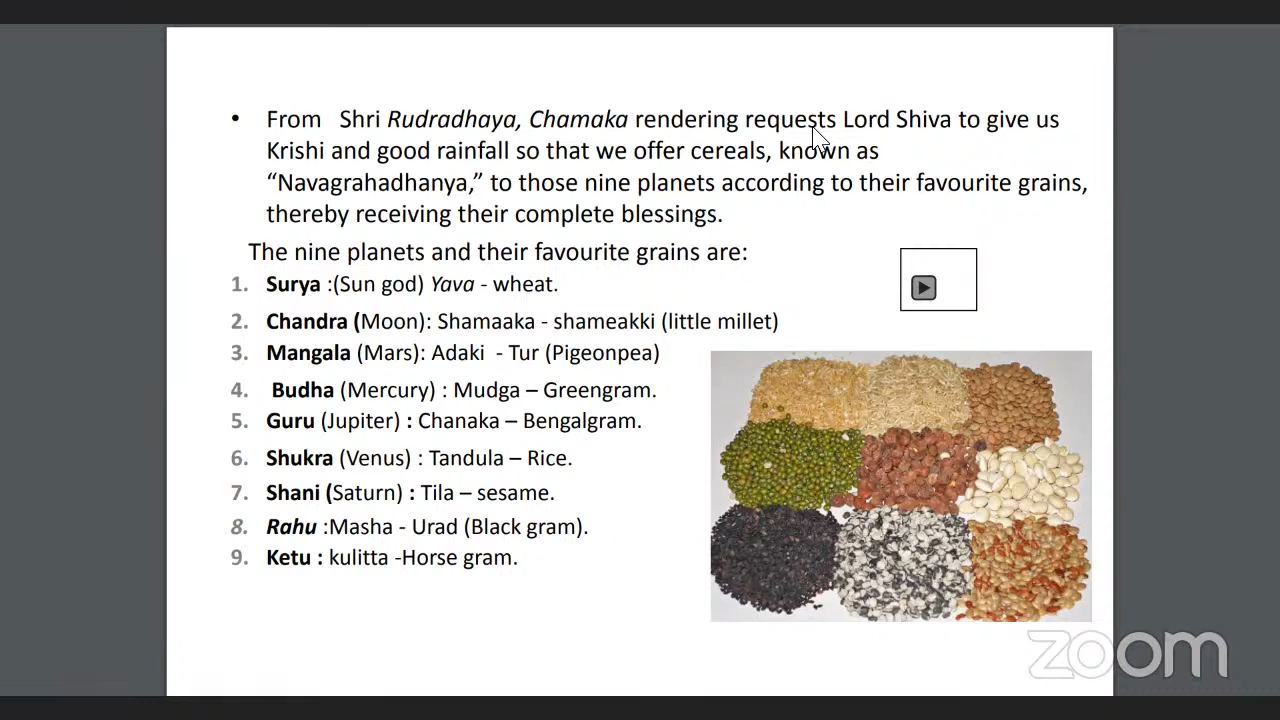 • From Shri Rudradhaya, Chamaka rendering requests Lord Shiva to give us
Krishi and good rainfall so that we offer cereals, known as
“Navagrahadhanya,” to those nine planets according to their favourite grains,
thereby receiving their complete blessings.
The nine planets and their favourite grains are:
1. Surya :(Sun god) Yava - wheat.
2. Chandra (Moon): Shamaaka - shameakki (little millet)
3. Mangala (Mars): Adaki - Tur (Pigeonpea)
4. Budha (Mercury) : Mudga – Greengram.
5. Guru (Jupiter) : Chanaka – Bengalgram.
6. Shukra (Venus) : Tandula – Rice.
7. Shani (Saturn) : Tila – sesame.
8. Rahu :Masha - Urad (Black gram).
9. Ketu : kulitta -Horse gram.
zoom